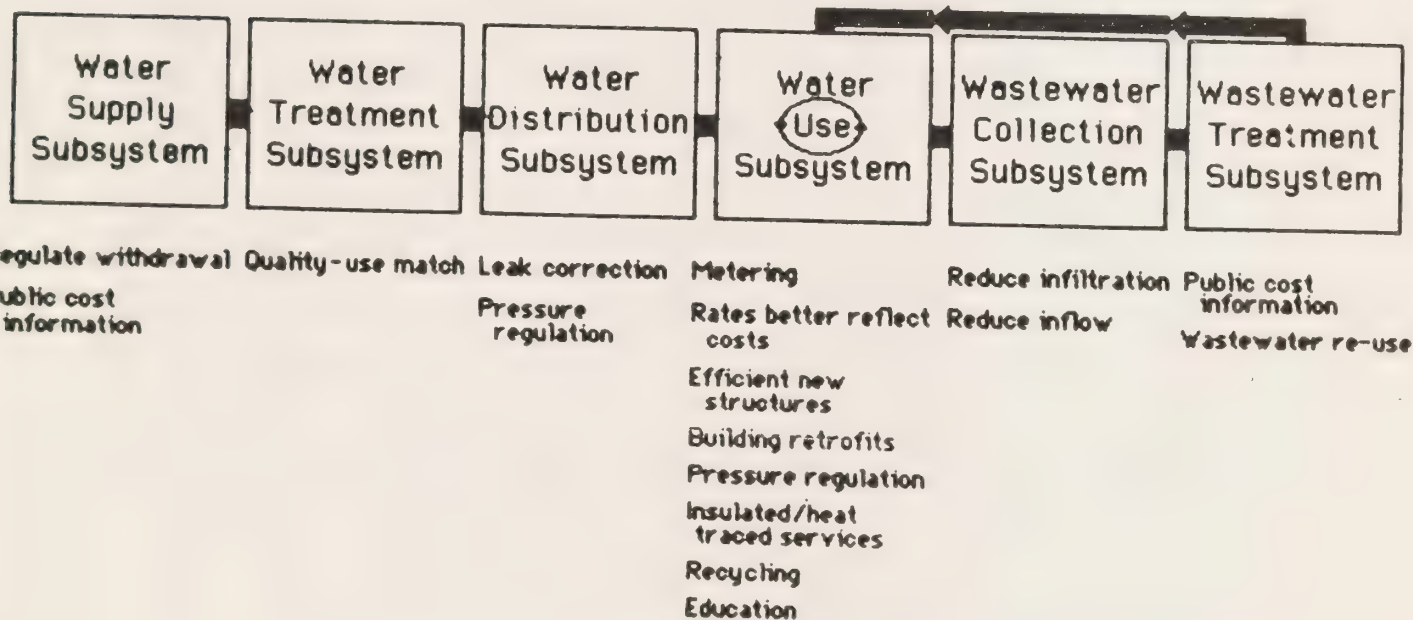 Water
Supply
Subsystem
Water
Treatment
Subsystem
Water
Distribution
Subsystem
Water
Use
Subsystem
Wastewater
Collection
Subsystem
Wastewater
Treatment
Subsystem
egulate withdrawal
ublic cost
information
Quality-use match
Leak correction
Pressure
regulation
Metering
Rates better reflect
costs
Efficient new
structures
Building retrofits
Pressure regulation
Insulated/heat
traced services
Recycling
Education
Reduce infiltration
Reduce inflow
Public cost
information
Wastewater re-use